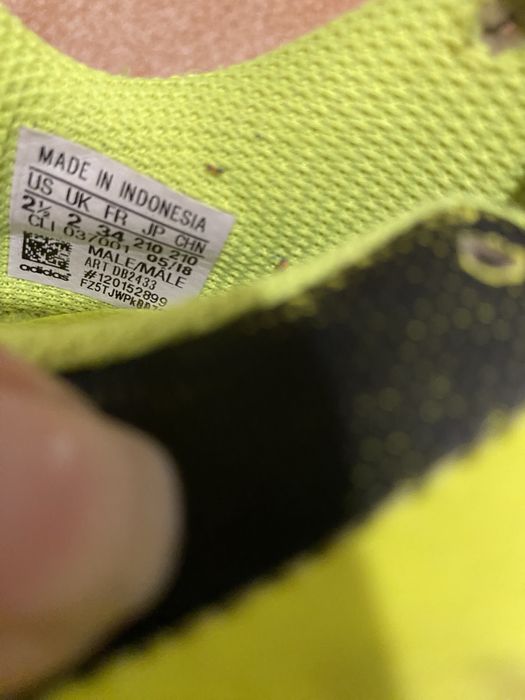 MADE IN INDONESIA
US UK FR JP CHN
2½ 2 34 210 210
CLI 037001 05/18
MALE/MÂLE
ART DB2433
#120152899
adidas